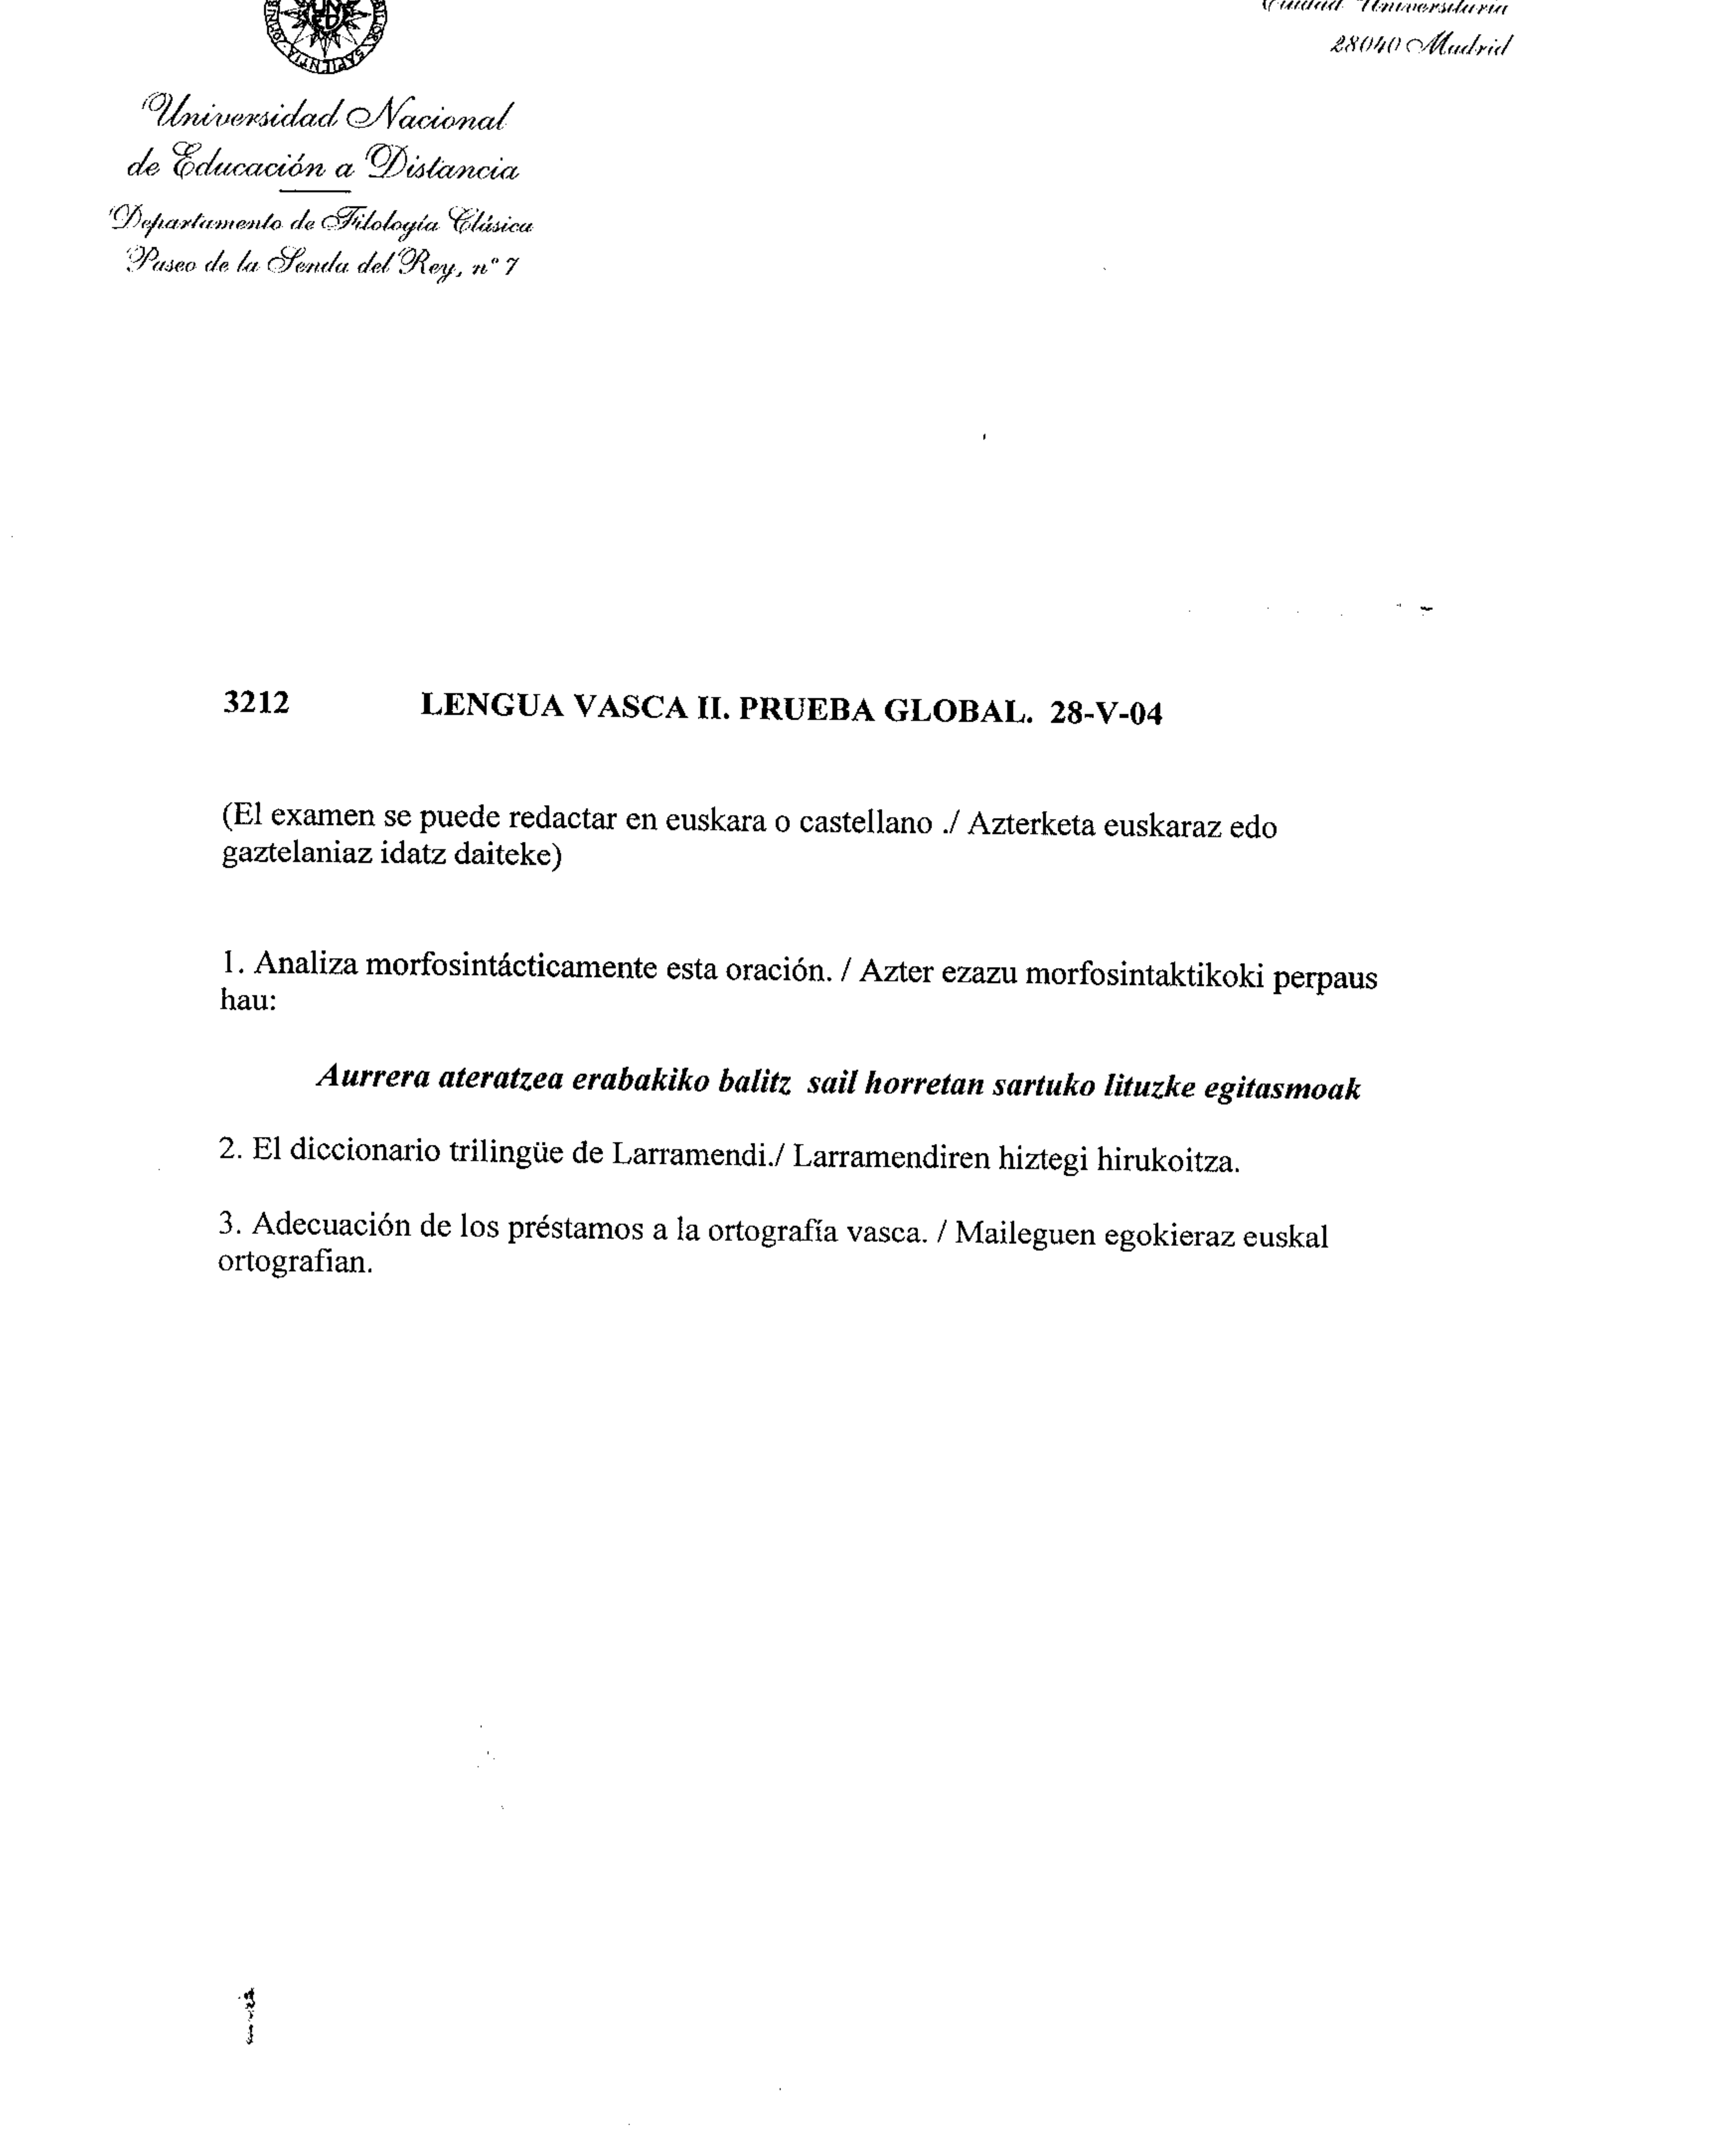 Ciudad Universitaria
28040 Madrid
Universidad Nacional
de Educación a Distancia
Departamento de Filología Clásica
Paseo de la Senda del Rey, nº 7
3212 LENGUA VASCA II. PRUEBA GLOBAL. 28-V-04
(El examen se puede redactar en euskara o castellano ./ Azterketa euskaraz edo
gaztelaniaz idatz daiteke)
1. Analiza morfosintácticamente esta oración. / Azter ezazu morfosintaktikoki perpaus
hau:
Aurrera ateratzea erabakiko balitz sail horretan sartuko lituzke egitasmoak
2. El diccionario trilingüe de Larramendi./ Larramendiren hiztegi hirukoitza.
3. Adecuación de los préstamos a la ortografía vasca. / Maileguen egokieraz euskal
ortografian.